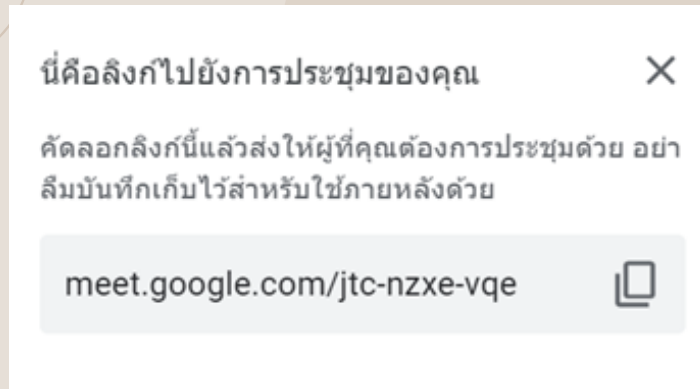 นี่คือลิงก์ไปยังการประชุมของคุณ
คัดลอกลิงก์นี้แล้วส่งให้ผู้ที่คุณต้องการประชุมด้วย อย่า
ลืมบันทึกเก็บไว้สำหรับใช้ภายหลังด้วย
meet.google.com/jtc-nzxe-vqe